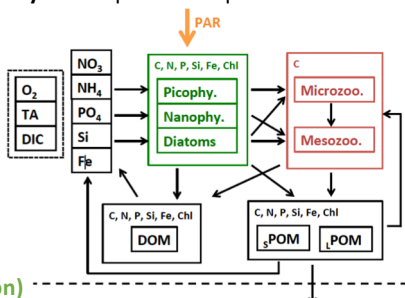 PAR
NO3
NH4
PO4
Si
Fe
O2
TA
DIC
C, N, P, Si, Fe, Chl
Picophy.
Nanophy.
Diatoms
C
Microzoo.
Mesozoo.
C, N, P, Si, Fe, Chl
DOM
C, N, P, Si, Fe, Chl
SPOM
LPOM
on)